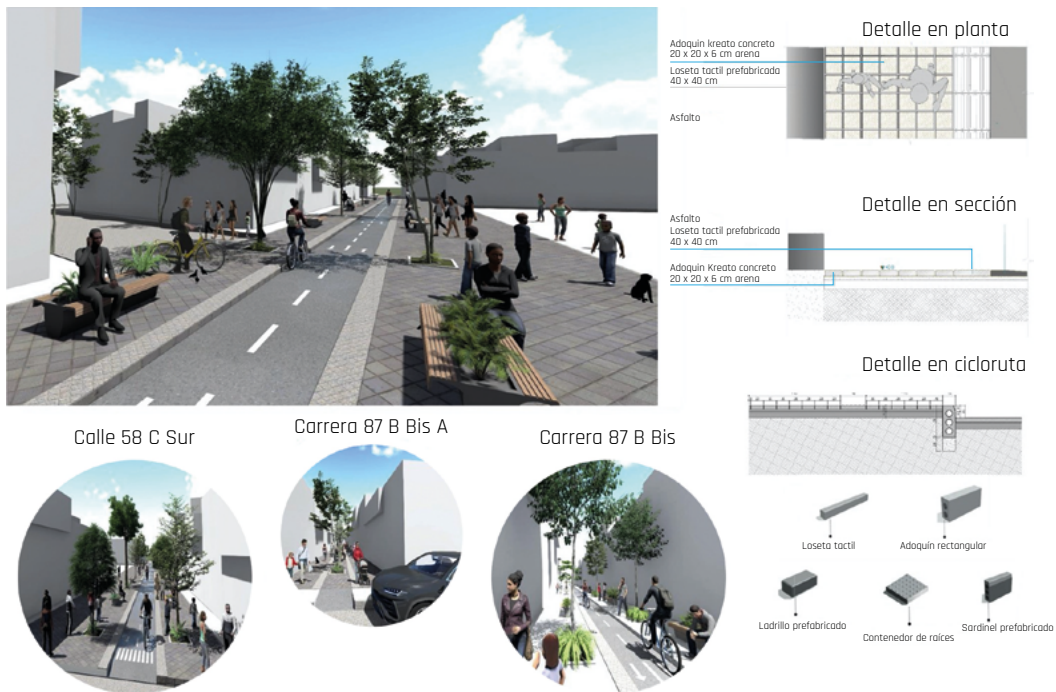 Detalle en planta
Adoquin kreato concreto
20 x 20 x 6 cm arena
Loseta tactil prefabricada
40 x 40 cm
Asfalto
Detalle en sección
Asfalto
Loseta tactil prefabricada
40 x 40 cm
Adoquin Kreato concreto
20 x 20 x 6 cm arena
Detalle en cicloruta
Calle 58 C Sur
Carrera 87 B Bis A
Carrera 87 B Bis
Loseta tactil
Adoquín rectangular
Ladrillo prefabricado
Contenedor de raíces
Sardinel prefabricado